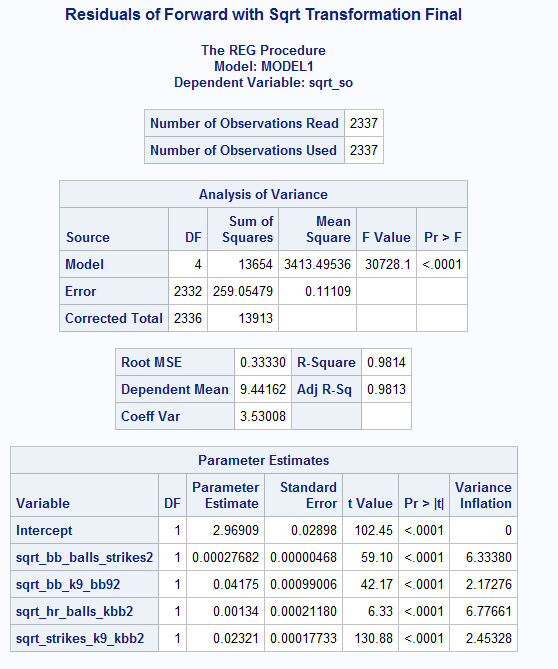 Residuals of Forward with Sqrt Transformation Final
The REG Procedure
Model: MODEL1
Dependent Variable: sqrt_so
Number of Observations Read 2337
Number of Observations Used 2337
Analysis of Variance
Source DF Sum of Squares Mean Square F Value Pr > F
Model 4 13654 3413.49536 30728.1 <.0001
Error 2332 259.05479 0.11109
Corrected Total 2336 13913
Root MSE 0.33330 R-Square 0.9814
Dependent Mean 9.44162 Adj R-Sq 0.9813
Coeff Var 3.53008
Parameter Estimates
Variable DF Parameter Estimate Standard Error t Value Pr > |t| Variance Inflation
Intercept 1 2.96909 0.02898 102.45 <.0001 0
sqrt_bb_balls_strikes2 1 0.00027682 0.00000468 59.10 <.0001 6.33380
sqrt_bb_k9_bb92 1 0.04175 0.00099006 42.17 <.0001 2.17276
sqrt_hr_balls_kbb2 1 0.00134 0.00021180 6.33 <.0001 6.77661
sqrt_strikes_k9_kbb2 1 0.02321 0.00017733 130.88 <.0001 2.45328